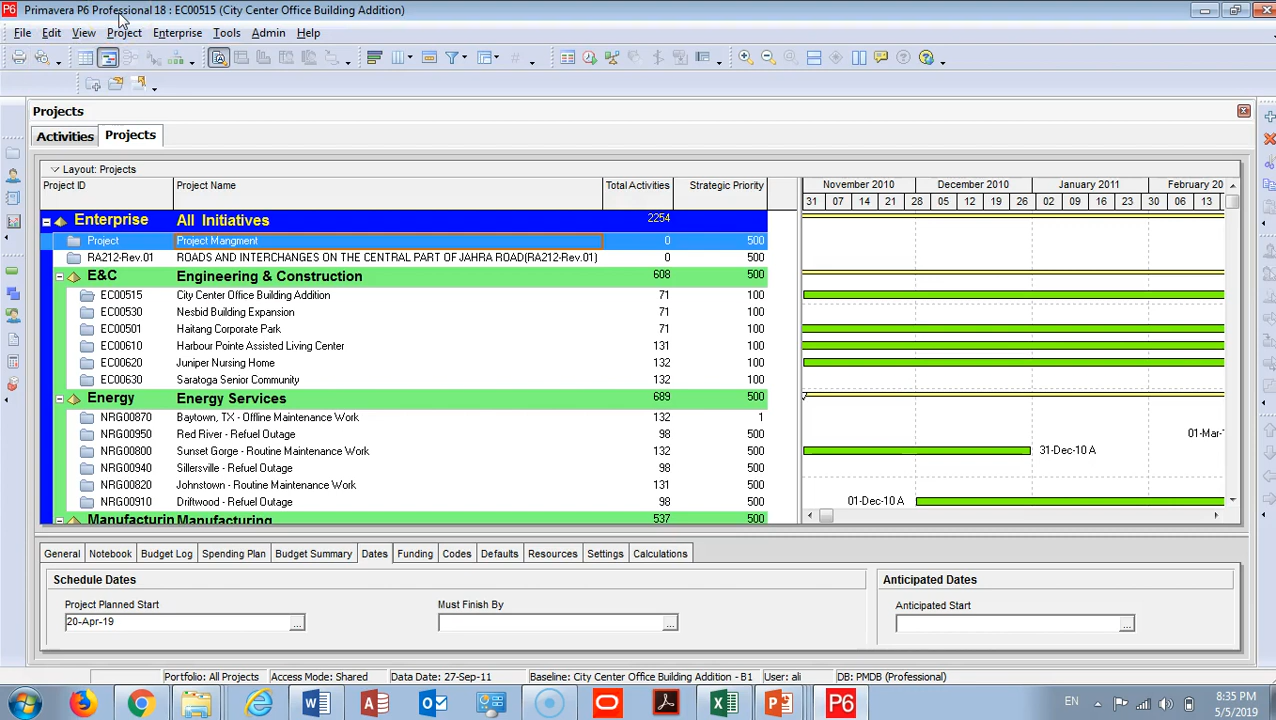 P6 Primavera P6 Professional 18 : EC00515 (City Center Office Building Addition)
File Edit View Project Enterprise Tools Admin Help
Projects
Activities Projects
Layout: Projects
Project ID Project Name Total Activities Strategic Priority November 2010 December 2010 January 2011 February 20
31 07 14 21 28 05 12 19 26 02 09 16 23 30 06 13
Enterprise All Initiatives 2254
Project Project Mangment 0 500
RA212-Rev.01 ROADS AND INTERCHANGES ON THE CENTRAL PART OF JAHRA ROAD(RA212-Rev.01) 0 500
E&C Engineering & Construction 608 500
EC00515 City Center Office Building Addition 71 100
EC00530 Nesbid Building Expansion 71 100
EC00501 Haitang Corporate Park 71 100
EC00610 Harbour Pointe Assisted Living Center 131 100
EC00620 Juniper Nursing Home 132 100
EC00630 Saratoga Senior Community 132 100
Energy Energy Services 689 500
NRG00870 Baytown, TX - Offline Maintenance Work 132 1
NRG00950 Red River - Refuel Outage 98 500 01-Mar-
NRG00800 Sunset Gorge - Routine Maintenance Work 132 500 31-Dec-10 A
NRG00940 Sillersville - Refuel Outage 98 500
NRG00820 Johnstown - Routine Maintenance Work 131 500
NRG00910 Driftwood - Refuel Outage 98 500 01-Dec-10 A
Manufacturin Manufacturing 537 500
General Notebook Budget Log Spending Plan Budget Summary Dates Funding Codes Defaults Resources Settings Calculations
Schedule Dates Anticipated Dates
Project Planned Start Must Finish By Anticipated Start
20-Apr-19 ... ... ...
Portfolio: All Projects Access Mode: Shared Data Date: 27-Sep-11 Baseline: City Center Office Building Addition - B1 User: ali DB: PMDB (Professional)
P6 EN 8:35 PM
5/5/2019